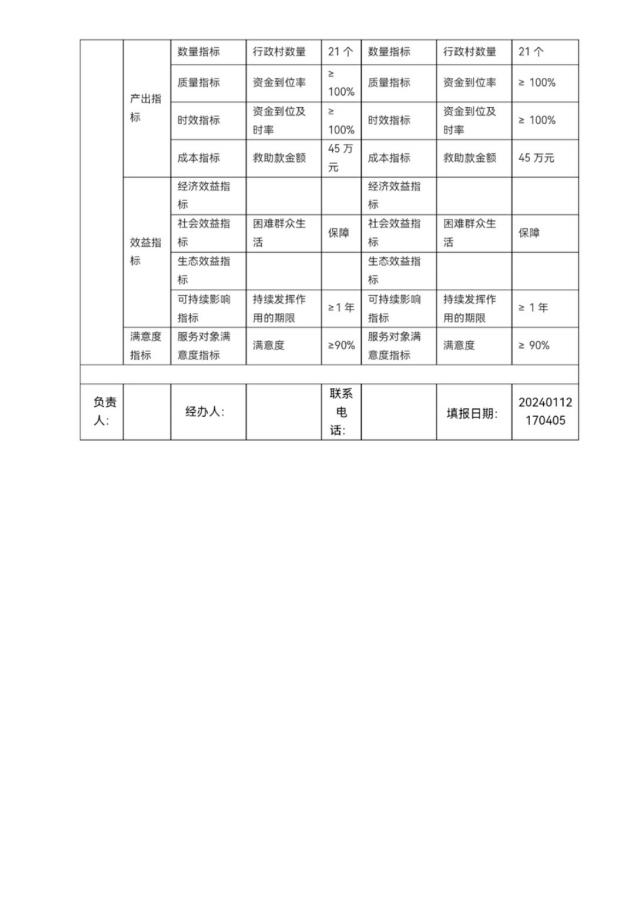 数量指标 行政村数量 21 个 数量指标 行政村数量 21 个
产出指
标
质量指标 资金到位率 ≥
100% 质量指标 资金到位率 ≥ 100%
时效指标 资金到位及
时率 ≥
100% 时效指标 资金到位及
时率 ≥ 100%
成本指标 救助款金额 45 万
元 成本指标 救助款金额 45 万元
效益指
标
经济效益指
标 经济效益指
标
社会效益指
标 困难群众生
活 保障 社会效益指
标 困难群众生
活 保障
生态效益指
标 生态效益指
标
可持续影响
指标 持续发挥作
用的期限 ≥1 年 可持续影响
指标 持续发挥作
用的期限 ≥ 1 年
满意度
指标
服务对象满
意度指标 满意度 ≥90% 服务对象满
意度指标 满意度 ≥ 90%
负责
人：
经办人：
联系
电
话：
填报日期：
20240112
170405